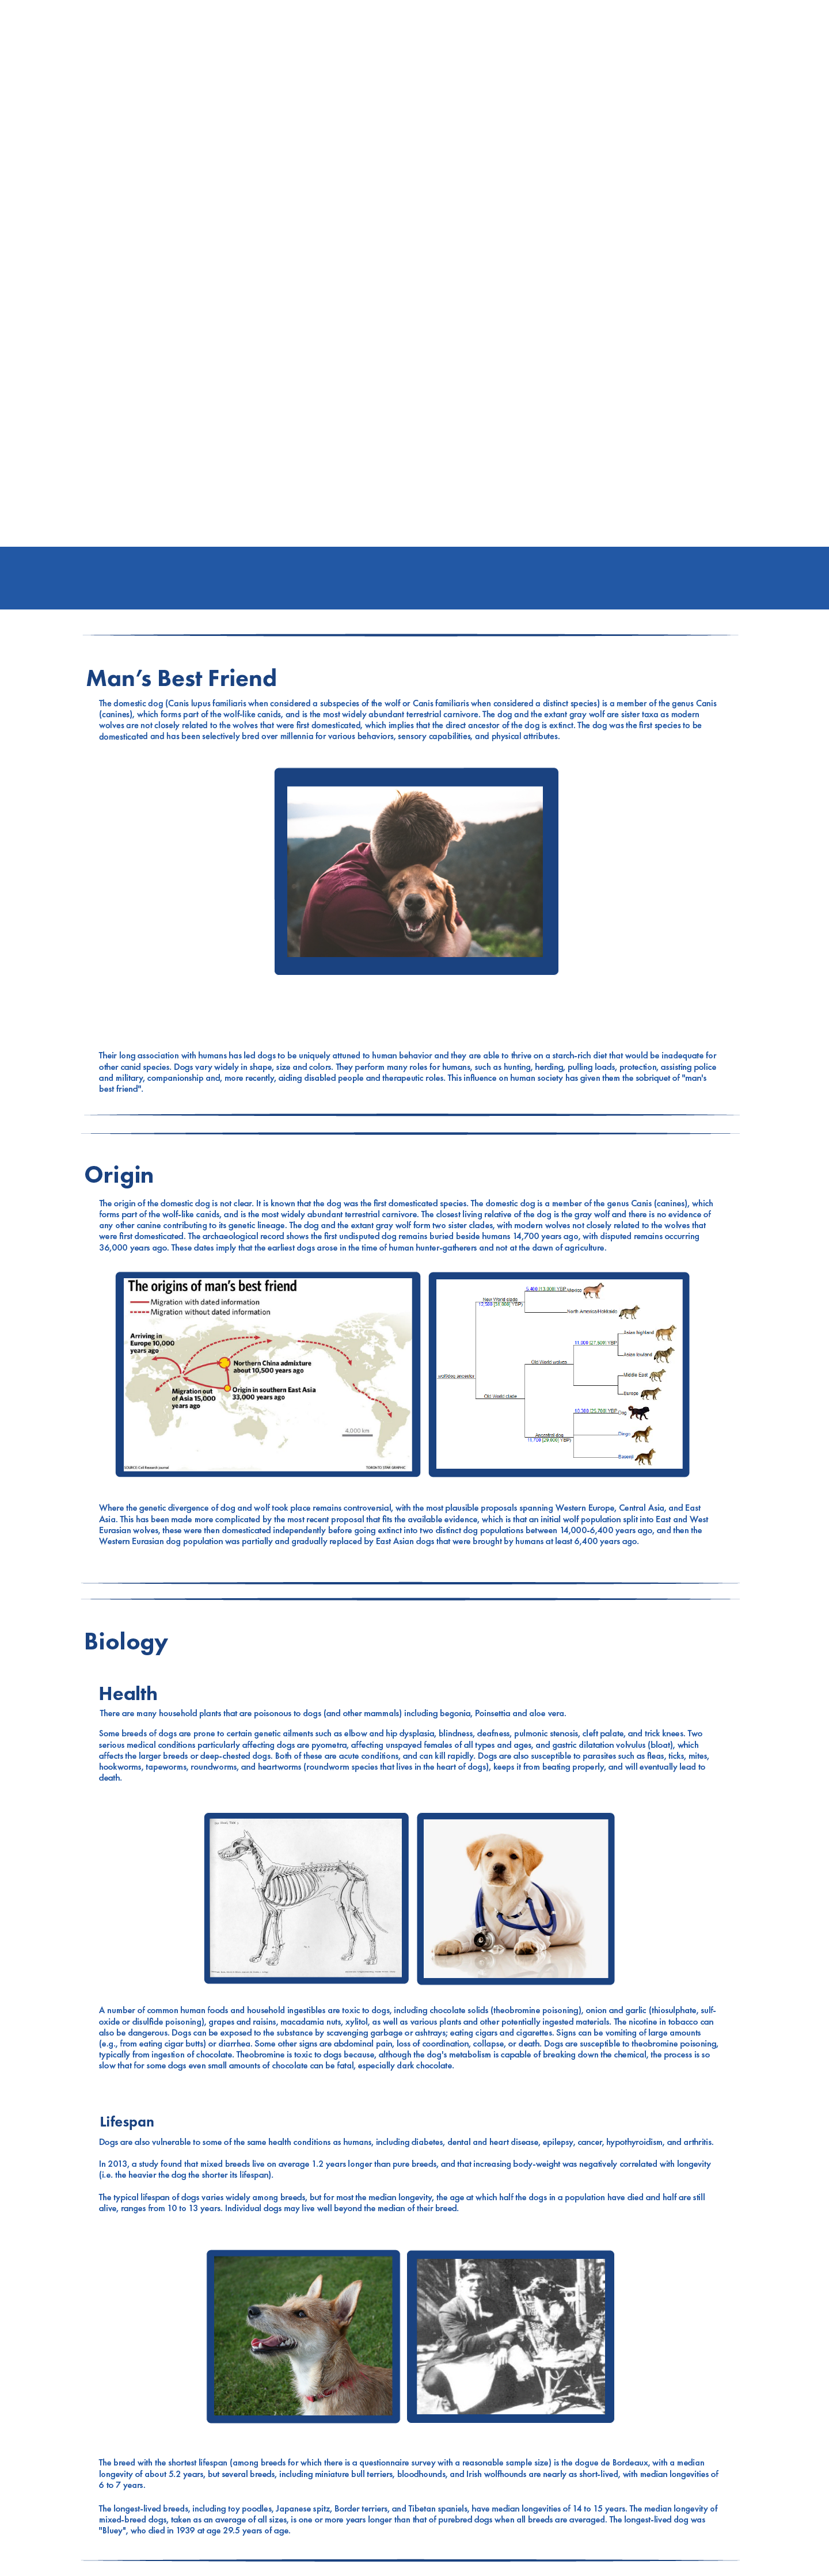 Man’s Best Friend
The domestic dog (Canis lupus familiaris when considered a subspecies of the wolf or Canis familiaris when considered a distinct species) is a member of the genus Canis
(canines), which forms part of the wolf-like canids, and is the most widely abundant terrestrial carnivore. The dog and the extant gray wolf are sister taxa as modern
wolves are not closely related to the wolves that were first domesticated, which implies that the direct ancestor of the dog is extinct. The dog was the first species to be
domesticated and has been selectively bred over millennia for various behaviors, sensory capabilities, and physical attributes.
Their long association with humans has led dogs to be uniquely attuned to human behavior and they are able to thrive on a starch-rich diet that would be inadequate for
other canid species. Dogs vary widely in shape, size and colors. They perform many roles for humans, such as hunting, herding, pulling loads, protection, assisting police
and military, companionship and, more recently, aiding disabled people and therapeutic roles. This influence on human society has given them the sobriquet of "man's
best friend".
Origin
The origin of the domestic dog is not clear. It is known that the dog was the first domesticated species. The domestic dog is a member of the genus Canis (canines), which
forms part of the wolf-like canids, and is the most widely abundant terrestrial carnivore. The closest living relative of the dog is the gray wolf and there is no evidence of
any other canine contributing to its genetic lineage. The dog and the extant gray wolf form two sister clades, with modern wolves not closely related to the wolves that
were first domesticated. The archaeological record shows the first undisputed dog remains buried beside humans 14,700 years ago, with disputed remains occurring
36,000 years ago. These dates imply that the earliest dogs arose in the time of human hunter-gatherers and not at the dawn of agriculture.
The origins of man’s best friend
Migration with dated information
Migration without dated information
Arriving in
Europe 10,000
years ago
Northern China admixture
about 10,500 years ago
Migration out
of Asia 15,000
years ago
Origin in southern East Asia
33,000 years ago
4,000 km
SOURCE: Cell Research journal
TORONTO STAR GRAPHIC
wolf/dog ancestor
New World clade
Mexico
North America/Hokkaido
Old World clade
Old World wolves
Asian highland
Asian lowland
Middle East
Europe
Ancestral dog
Dog
Dingo
Basenji
Where the genetic divergence of dog and wolf took place remains controversial, with the most plausible proposals spanning Western Europe, Central Asia, and East
Asia. This has been made more complicated by the most recent proposal that fits the available evidence, which is that an initial wolf population split into East and West
Eurasian wolves, these were then domesticated independently before going extinct into two distinct dog populations between 14,000-6,400 years ago, and then the
Western Eurasian dog population was partially and gradually replaced by East Asian dogs that were brought by humans at least 6,400 years ago.
Biology
Health
There are many household plants that are poisonous to dogs (and other mammals) including begonia, Poinsettia and aloe vera.
Some breeds of dogs are prone to certain genetic ailments such as elbow and hip dysplasia, blindness, deafness, pulmonic stenosis, cleft palate, and trick knees. Two
serious medical conditions particularly affecting dogs are pyometra, affecting unspayed females of all types and ages, and gastric dilatation volvulus (bloat), which
affects the larger breeds or deep-chested dogs. Both of these are acute conditions, and can kill rapidly. Dogs are also susceptible to parasites such as fleas, ticks, mites,
hookworms, tapeworms, roundworms, and heartworms (roundworm species that lives in the heart of dogs), keeps it from beating properly, and will eventually lead to
death.
A number of common human foods and household ingestibles are toxic to dogs, including chocolate solids (theobromine poisoning), onion and garlic (thiosulphate, sulf-
oxide or disulfide poisoning), grapes and raisins, macadamia nuts, xylitol, as well as various plants and other potentially ingested materials. The nicotine in tobacco can
also be dangerous. Dogs can be exposed to the substance by scavenging garbage or ashtrays; eating cigars and cigarettes. Signs can be vomiting of large amounts
(e.g., from eating cigar butts) or diarrhea. Some other signs are abdominal pain, loss of coordination, collapse, or death. Dogs are susceptible to theobromine poisoning,
typically from ingestion of chocolate. Theobromine is toxic to dogs because, although the dog's metabolism is capable of breaking down the chemical, the process is so
slow that for some dogs even small amounts of chocolate can be fatal, especially dark chocolate.
Lifespan
Dogs are also vulnerable to some of the same health conditions as humans, including diabetes, dental and heart disease, epilepsy, cancer, hypothyroidism, and arthritis.
In 2013, a study found that mixed breeds live on average 1.2 years longer than pure breeds, and that increasing body-weight was negatively correlated with longevity
(i.e. the heavier the dog the shorter its lifespan).
The typical lifespan of dogs varies widely among breeds, but for most the median longevity, the age at which half the dogs in a population have died and half are still
alive, ranges from 10 to 13 years. Individual dogs may live well beyond the median of their breed.
The breed with the shortest lifespan (among breeds for which there is a questionnaire survey with a reasonable sample size) is the dogue de Bordeaux, with a median
longevity of about 5.2 years, but several breeds, including miniature bull terriers, bloodhounds, and Irish wolfhounds are nearly as short-lived, with median longevities of
6 to 7 years.
The longest-lived breeds, including toy poodles, Japanese spitz, Border terriers, and Tibetan spaniels, have median longevities of 14 to 15 years. The median longevity of
mixed-breed dogs, taken as an average of all sizes, is one or more years longer than that of purebred dogs when all breeds are averaged. The longest-lived dog was
"Bluey", who died in 1939 at age 29.5 years of age.